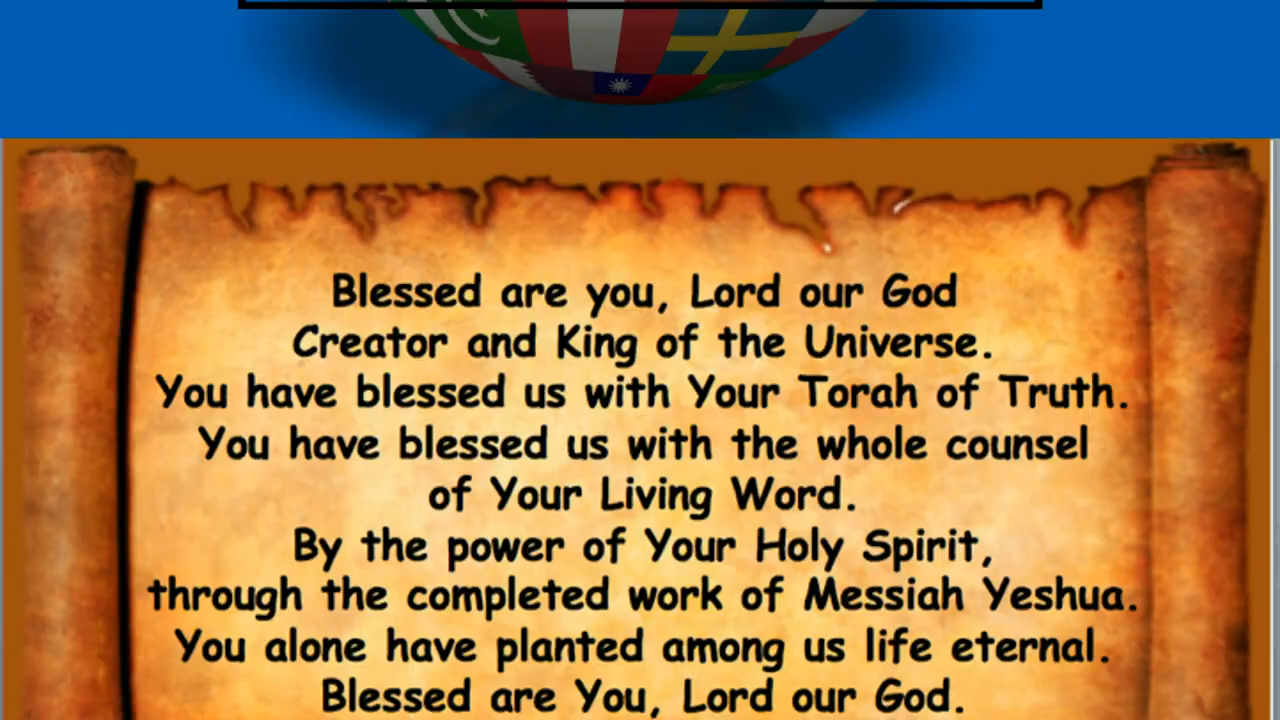 Blessed are you, Lord our God
Creator and King of the Universe.
You have blessed us with Your Torah of Truth.
You have blessed us with the whole counsel
of Your Living Word.
By the power of Your Holy Spirit,
through the completed work of Messiah Yeshua.
You alone have planted among us life eternal.
Blessed are You, Lord our God.